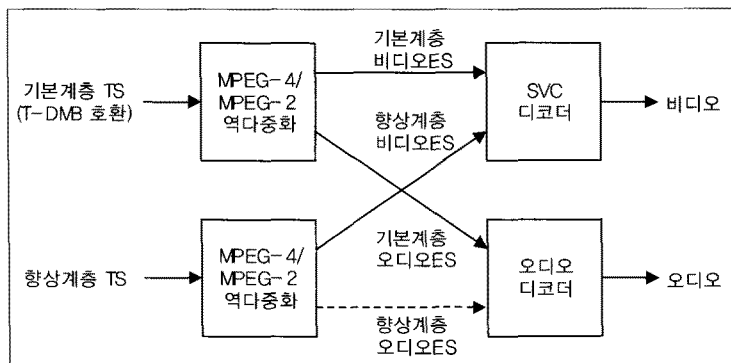 기본계층 TS
(T-DMB 호환)
MPEG-4/
MPEG-2
역다중화
기본계층
비디오ES
SVC
디코더
비디오
향상계층
비디오ES
기본계층
오디오ES
향상계층 TS
MPEG-4/
MPEG-2
역다중화
향상계층
오디오ES
오디오
디코더
오디오